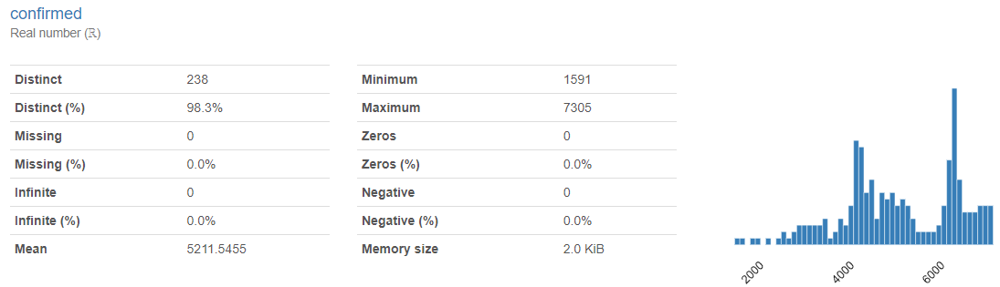 confirmed
Real number (ℝ)
Distinct 238
Distinct (%) 98.3%
Missing 0
Missing (%) 0.0%
Infinite 0
Infinite (%) 0.0%
Mean 5211.5455
Minimum 1591
Maximum 7305
Zeros 0
Zeros (%) 0.0%
Negative 0
Negative (%) 0.0%
Memory size 2.0 KiB
2000
4000
6000